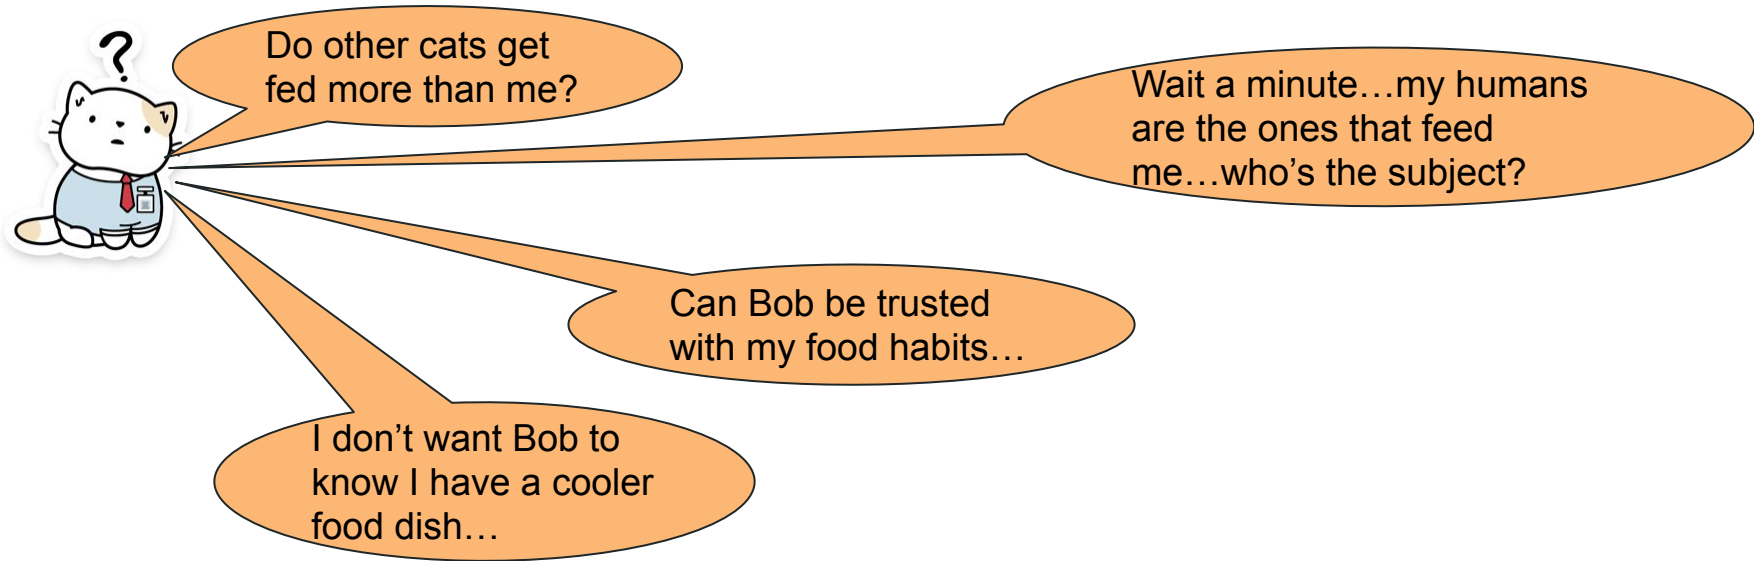 ?
Do other cats get
fed more than me?
Wait a minute…my humans
are the ones that feed
me…who’s the subject?
Can Bob be trusted
with my food habits…
I don’t want Bob to
know I have a cooler
food dish…